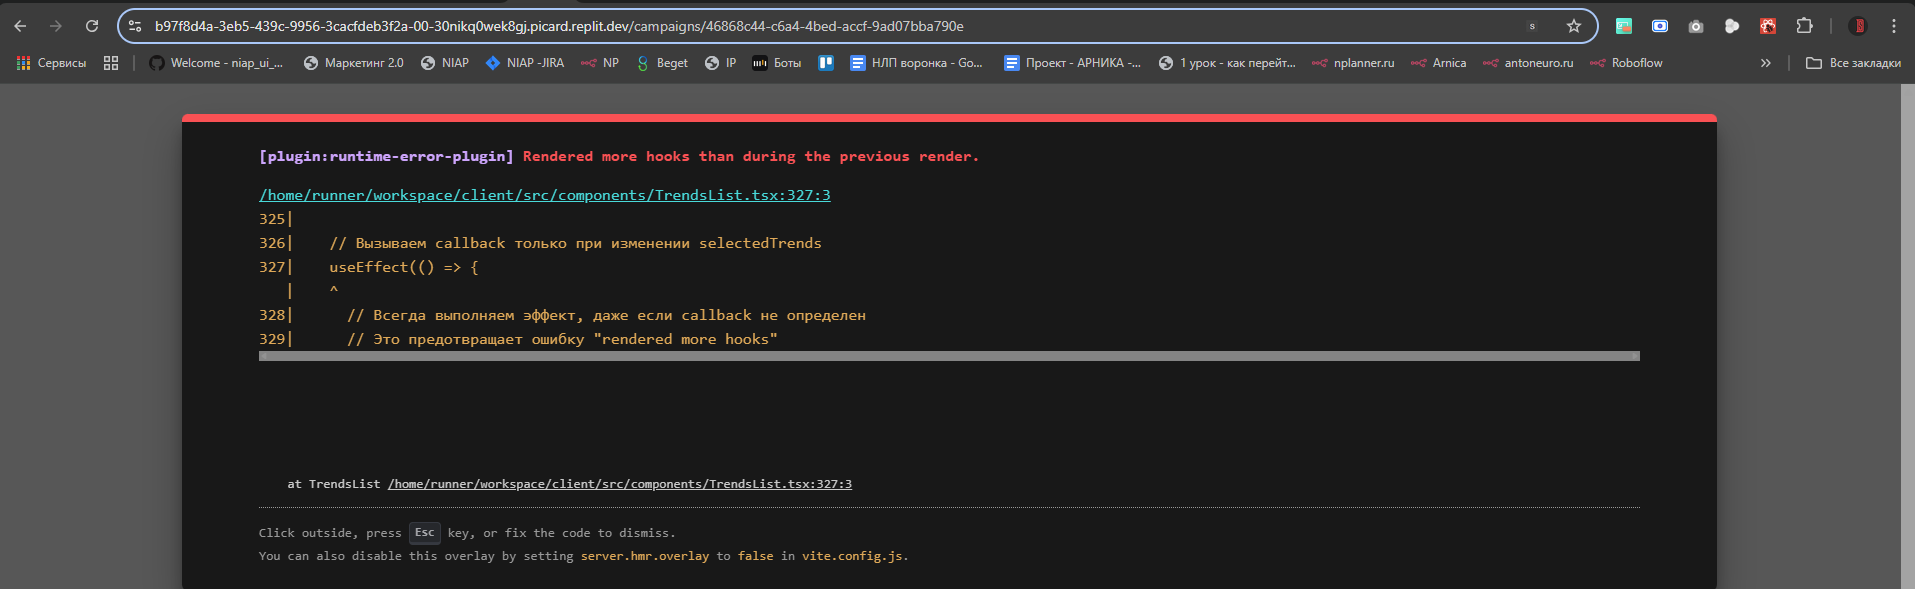 b97f8d4a-3eb5-439c-9956-3cacfdeb3f2a-00-30nikq0wek8gj.picard.replit.dev/campaigns/46868c44-c6a4-4bed-accf-9ad07bba790e
Сервисы Welcome - niap_ui_... Маркетинг 2.0 NIAP NIAP -JIRA NP Beget IP Боты НЛП воронка - Go... Проект - АРНИКА -... 1 урок - как перейт... nplanner.ru Arnica antoneuro.ru Roboflow » Все закладки
[plugin:runtime-error-plugin] Rendered more hooks than during the previous render.
/home/runner/workspace/client/src/components/TrendsList.tsx:327:3
325|
326|    // Вызываем callback только при изменении selectedTrends
327|    useEffect(() => {
   |    ^
328|      // Всегда выполняем эффект, даже если callback не определен
329|      // Это предотвращает ошибку "rendered more hooks"
at TrendsList /home/runner/workspace/client/src/components/TrendsList.tsx:327:3
Click outside, press Esc key, or fix the code to dismiss.
You can also disable this overlay by setting server.hmr.overlay to false in vite.config.js.